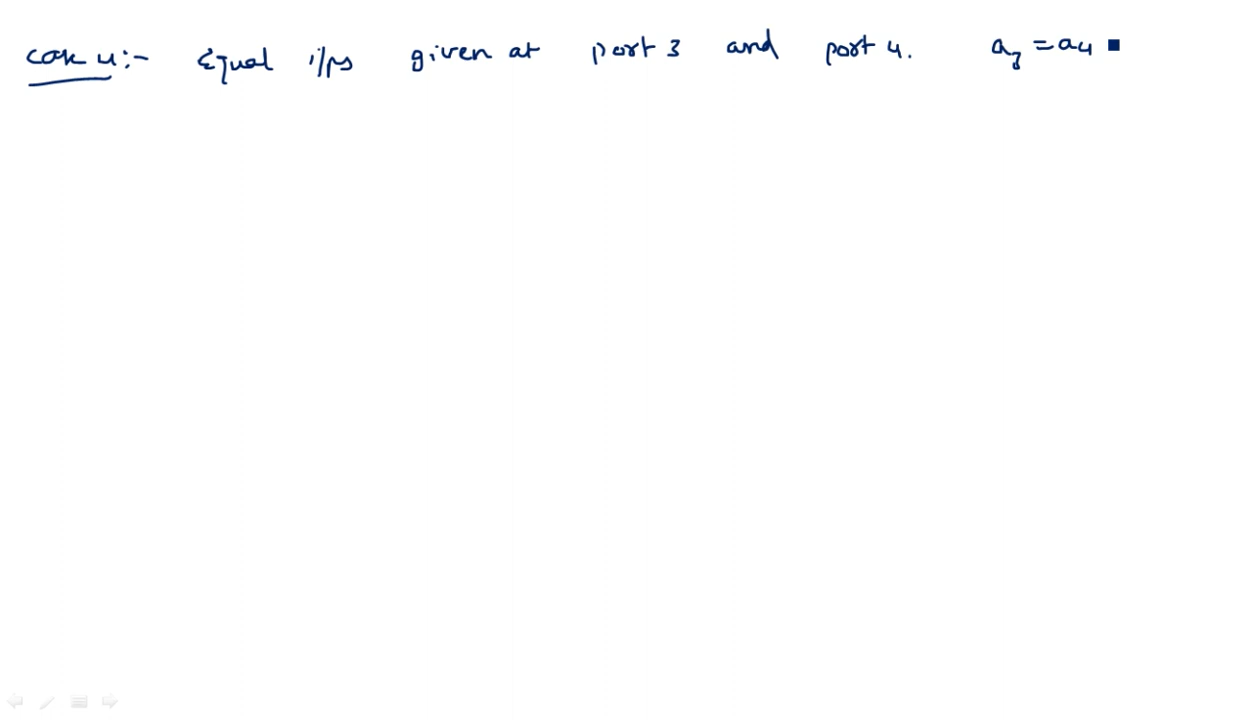 case 4:- Equal i/ps given at port 3 and port 4. a3 = a4